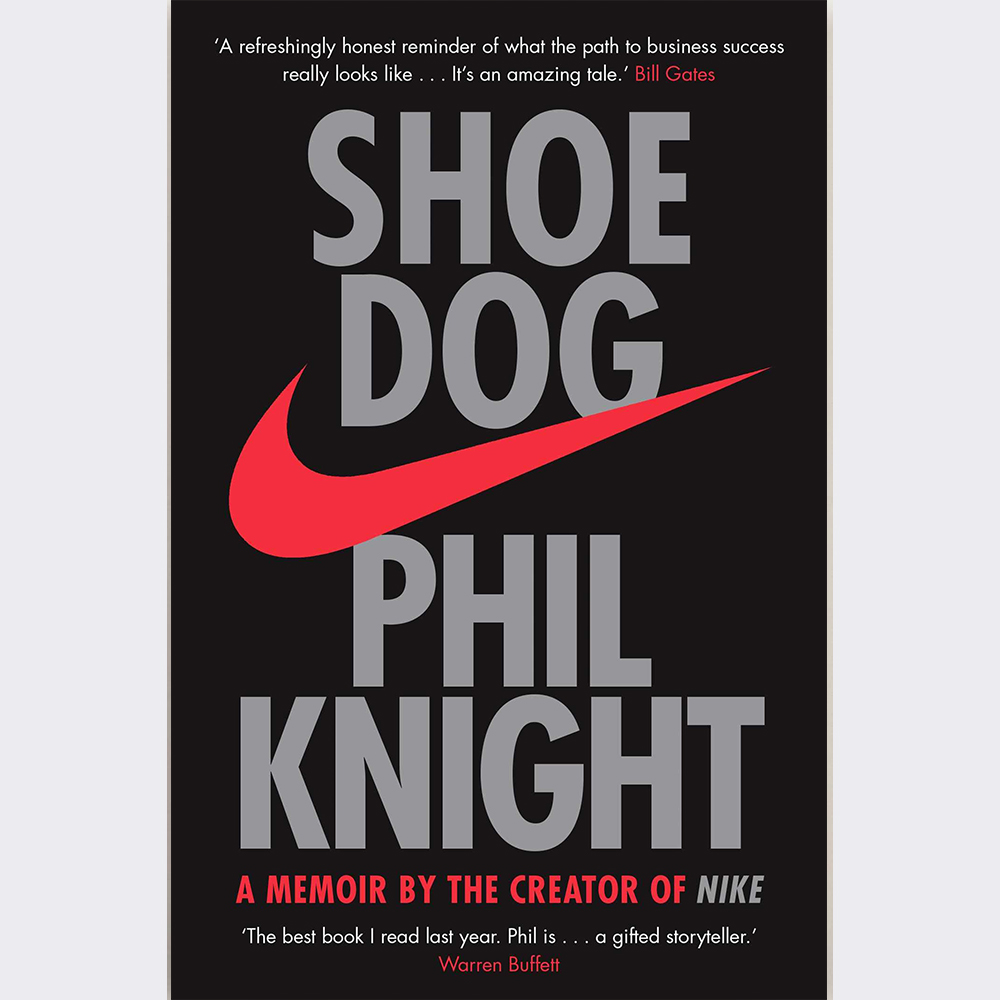 ‘A refreshingly honest reminder of what the path to business success
really looks like . . . It’s an amazing tale.’ Bill Gates
SHOE
DOG
PHIL
KNIGHT
A MEMOIR BY THE CREATOR OF NIKE
‘The best book I read last year. Phil is . . . a gifted storyteller.’
Warren Buffett